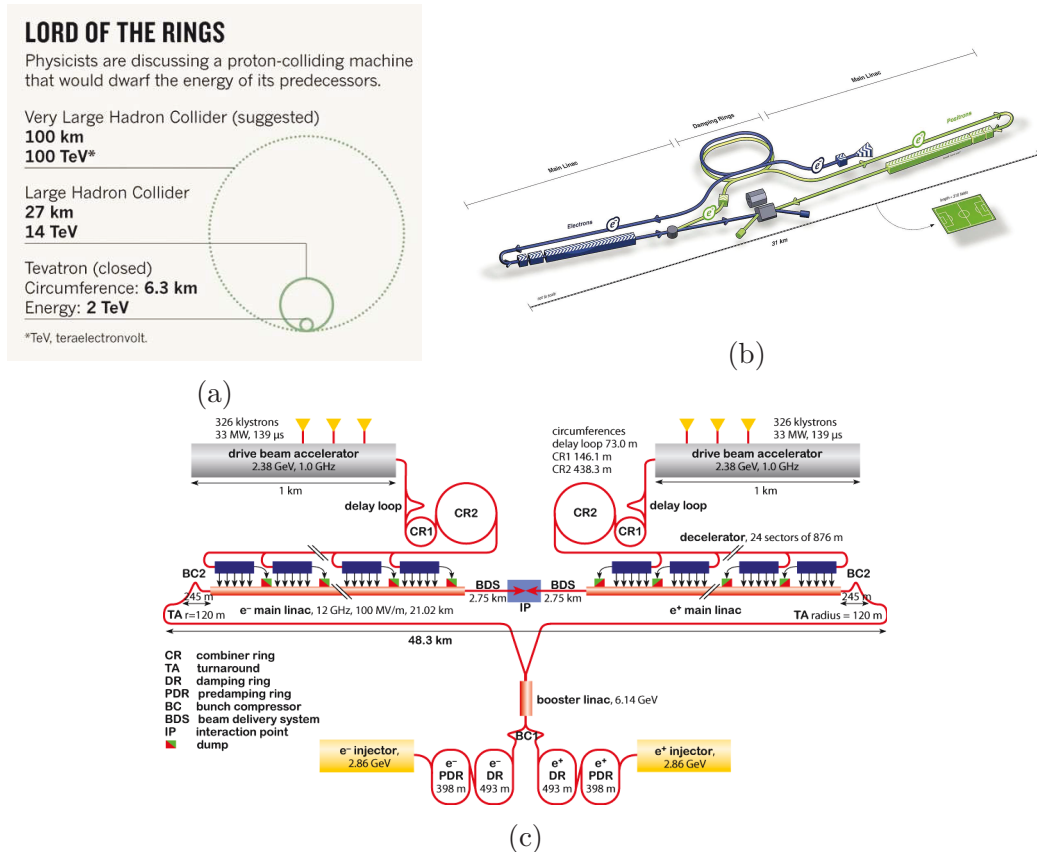 LORD OF THE RINGS
Physicists are discussing a proton-colliding machine
that would dwarf the energy of its predecessors.
Very Large Hadron Collider (suggested)
100 km
100 TeV*
Large Hadron Collider
27 km
14 TeV
Tevatron (closed)
Circumference: 6.3 km
Energy: 2 TeV
*TeV, teraelectronvolt.
(a)
Main Linac
Damping Rings
Main Linac
Positrons
e
e
e
e
Electrons
31 km
(b)
326 klystrons
33 MW, 139 μs
drive beam accelerator
2.38 GeV, 1.0 GHz
1 km
delay loop
CR1
CR2
circumferences
delay loop 73.0 m
CR1 146.1 m
CR2 438.3 m
326 klystrons
33 MW, 139 μs
drive beam accelerator
2.38 GeV, 1.0 GHz
1 km
delay loop
CR2
CR1
decelerator, 24 sectors of 876 m
BC2
245 m
TA r=120 m
e⁻ main linac, 12 GHz, 100 MV/m, 21.02 km
BDS
2.75 km
IP
BDS
2.75 km
e⁺ main linac
BC2
245 m
TA radius = 120 m
48.3 km
CR combiner ring
TA turnaround
DR damping ring
PDR predamping ring
BC bunch compressor
BDS beam delivery system
IP interaction point
dump
booster linac, 6.14 GeV
BC1
e⁻ injector,
2.86 GeV
e⁻
PDR
398 m
e⁻
DR
493 m
e⁺
DR
493 m
e⁺
PDR
398 m
e⁺ injector,
2.86 GeV
(c)